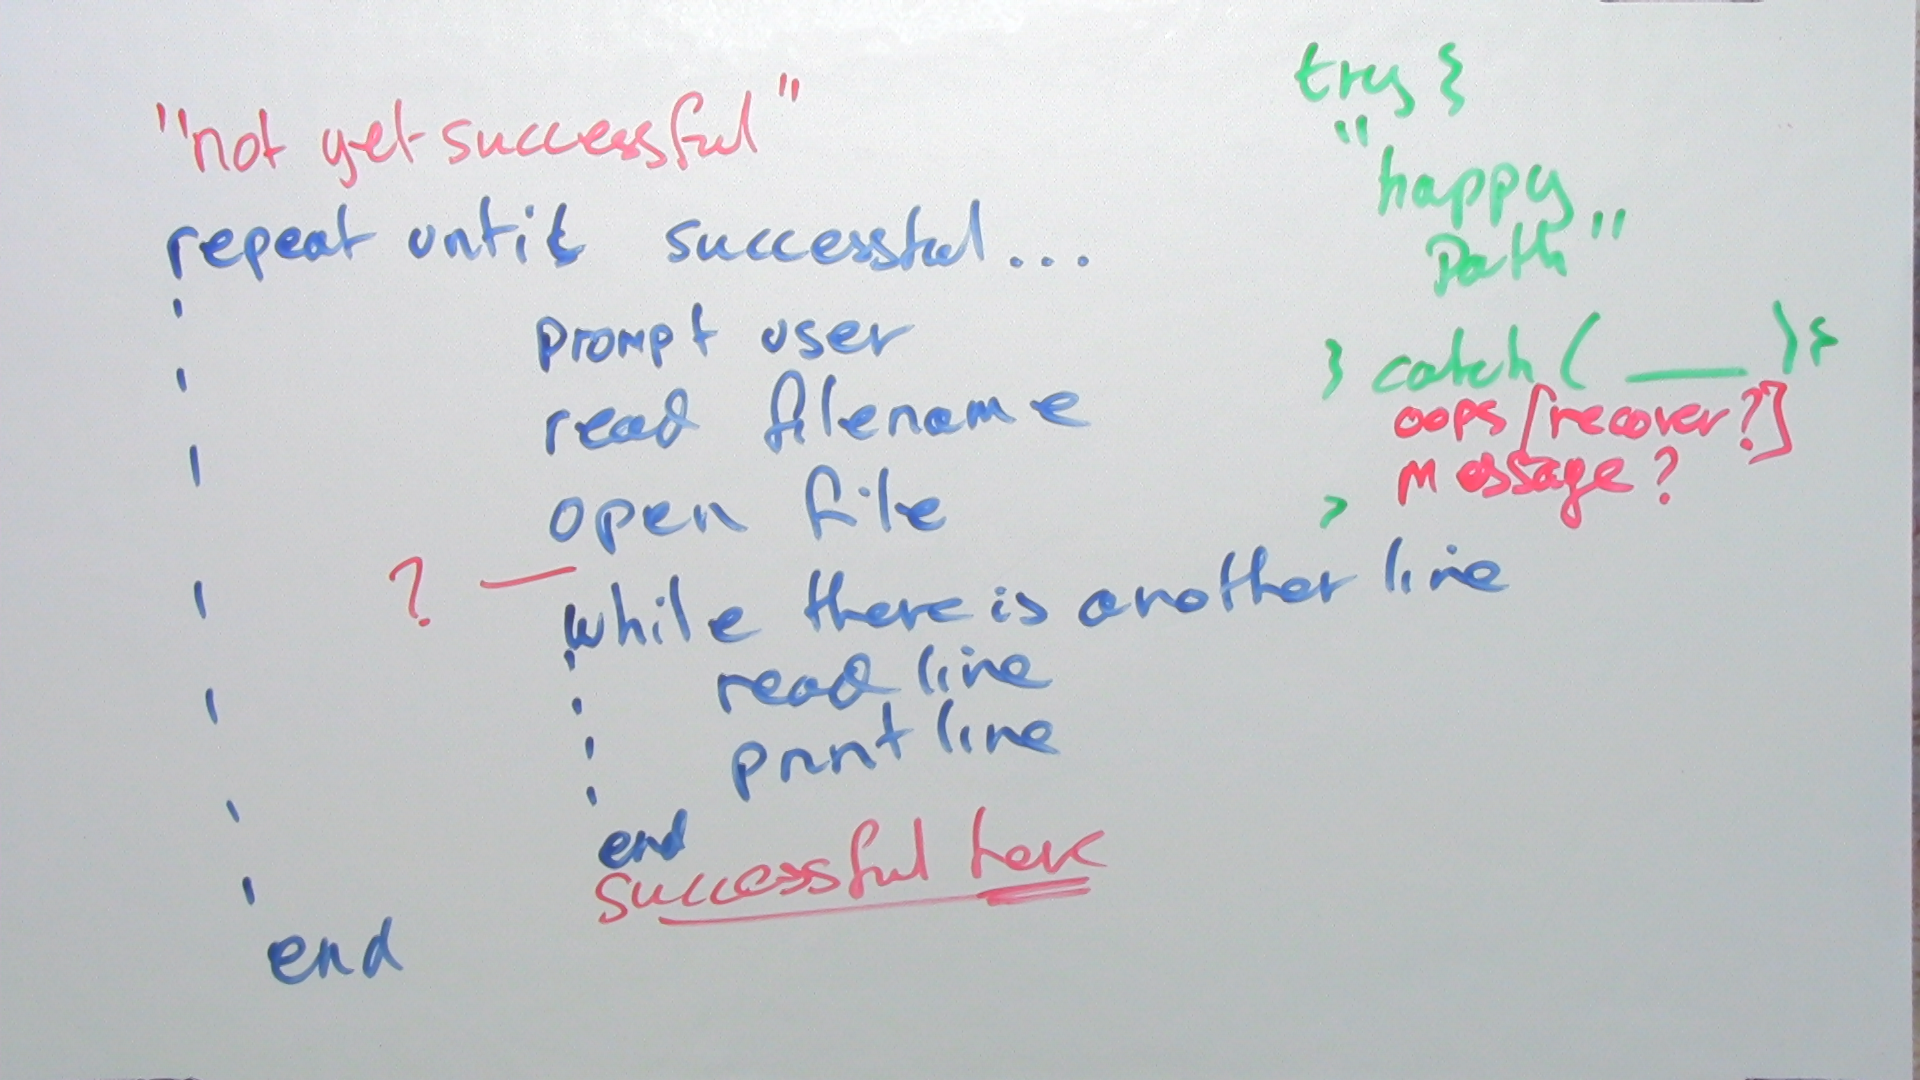 "not yet successful"
repeat until successful...
prompt user
read filename
open file
? — while there is another line
read line
print line
end
successful here
end
try {
"happy
Path"
} catch ( ____ ) {
oops [recover?]
message?
}